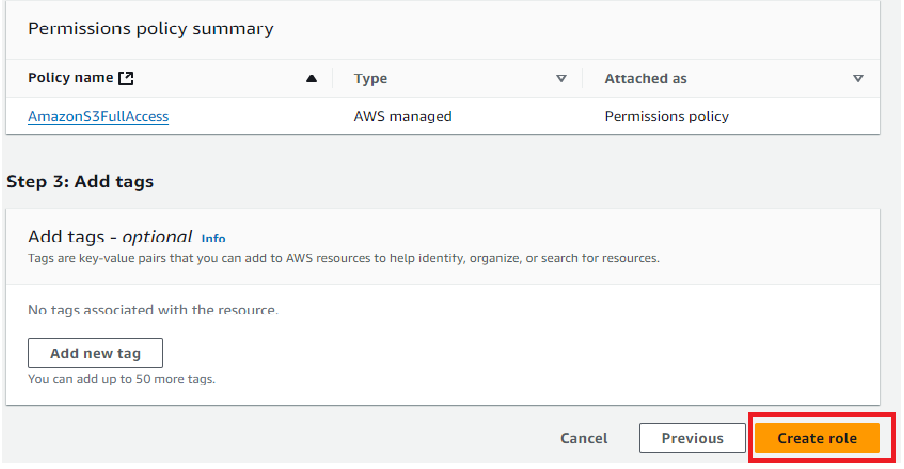 Permissions policy summary
Policy name Type Attached as
AmazonS3FullAccess AWS managed Permissions policy
Step 3: Add tags
Add tags - optional Info
Tags are key-value pairs that you can add to AWS resources to help identify, organize, or search for resources.
No tags associated with the resource.
Add new tag
You can add up to 50 more tags.
Cancel Previous Create role